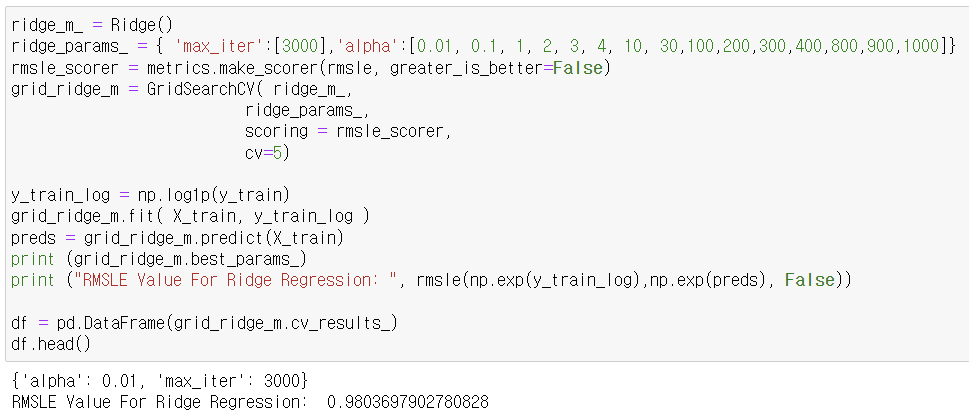 ridge_m_ = Ridge()
ridge_params_ = { 'max_iter':[3000],'alpha':[0.01, 0.1, 1, 2, 3, 4, 10, 30,100,200,300,400,800,900,1000]}
rmsle_scorer = metrics.make_scorer(rmsle, greater_is_better=False)
grid_ridge_m = GridSearchCV( ridge_m_,
ridge_params_,
scoring = rmsle_scorer,
cv=5)
y_train_log = np.log1p(y_train)
grid_ridge_m.fit( X_train, y_train_log )
preds = grid_ridge_m.predict(X_train)
print (grid_ridge_m.best_params_)
print ("RMSLE Value For Ridge Regression: ", rmsle(np.exp(y_train_log),np.exp(preds), False))
df = pd.DataFrame(grid_ridge_m.cv_results_)
df.head()
{'alpha': 0.01, 'max_iter': 3000}
RMSLE Value For Ridge Regression:  0.9803697902780828